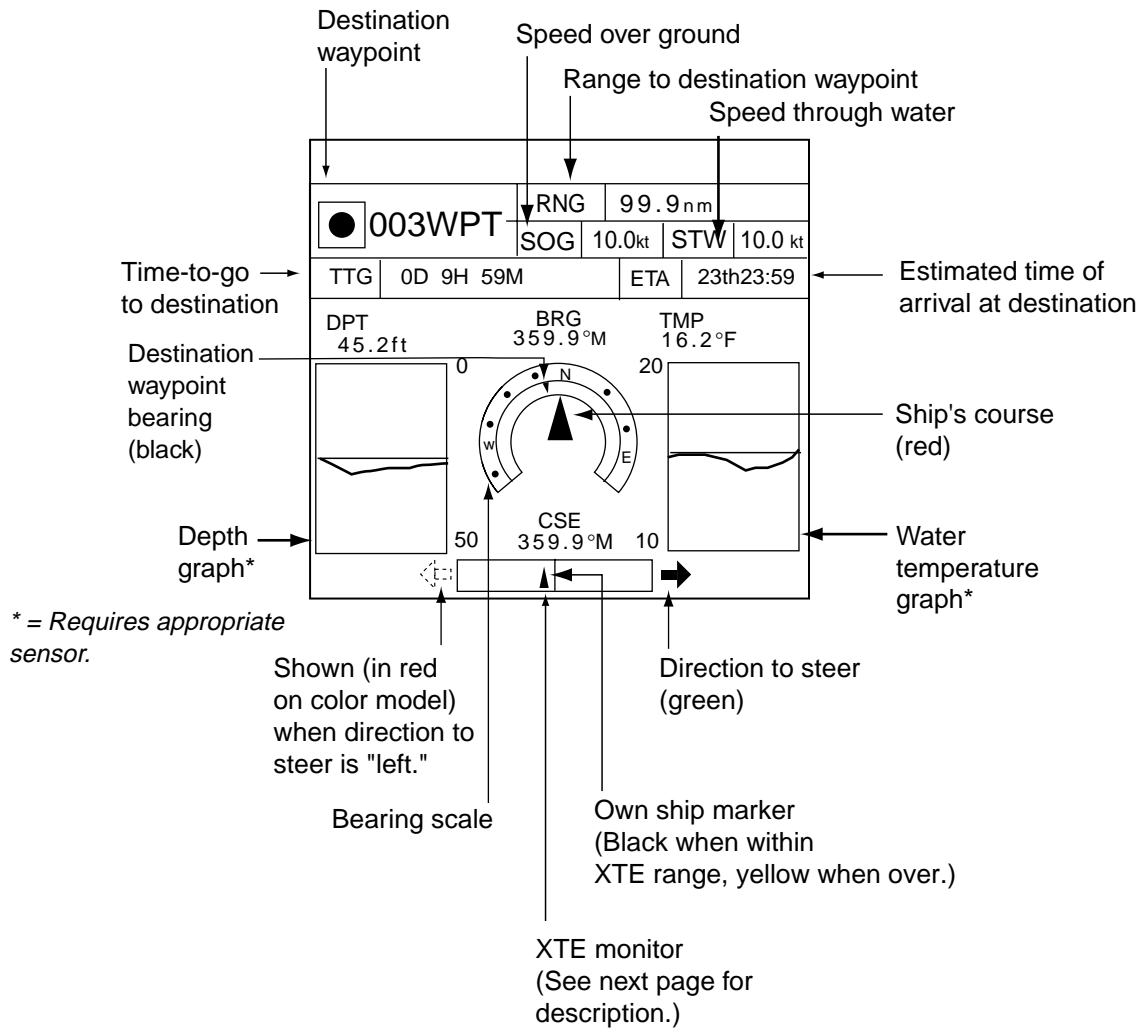 Destination
waypoint
Speed over ground
Range to destination waypoint
Speed through water
003WPT
RNG
99.9nm
SOG
10.0kt
STW
10.0 kt
Time-to-go
to destination
TTG
0D 9H 59M
ETA
23th23:59
Estimated time of
arrival at destination
DPT
45.2ft
BRG
359.9°M
TMP
16.2°F
Destination
waypoint
bearing
(black)
0
20
N
W
E
Ship's course
(red)
Depth
graph*
50
CSE
359.9°M
10
Water
temperature
graph*
* = Requires appropriate
sensor.
Shown (in red
on color model)
when direction to
steer is "left."
Direction to steer
(green)
Bearing scale
Own ship marker
(Black when within
XTE range, yellow when over.)
XTE monitor
(See next page for
description.)